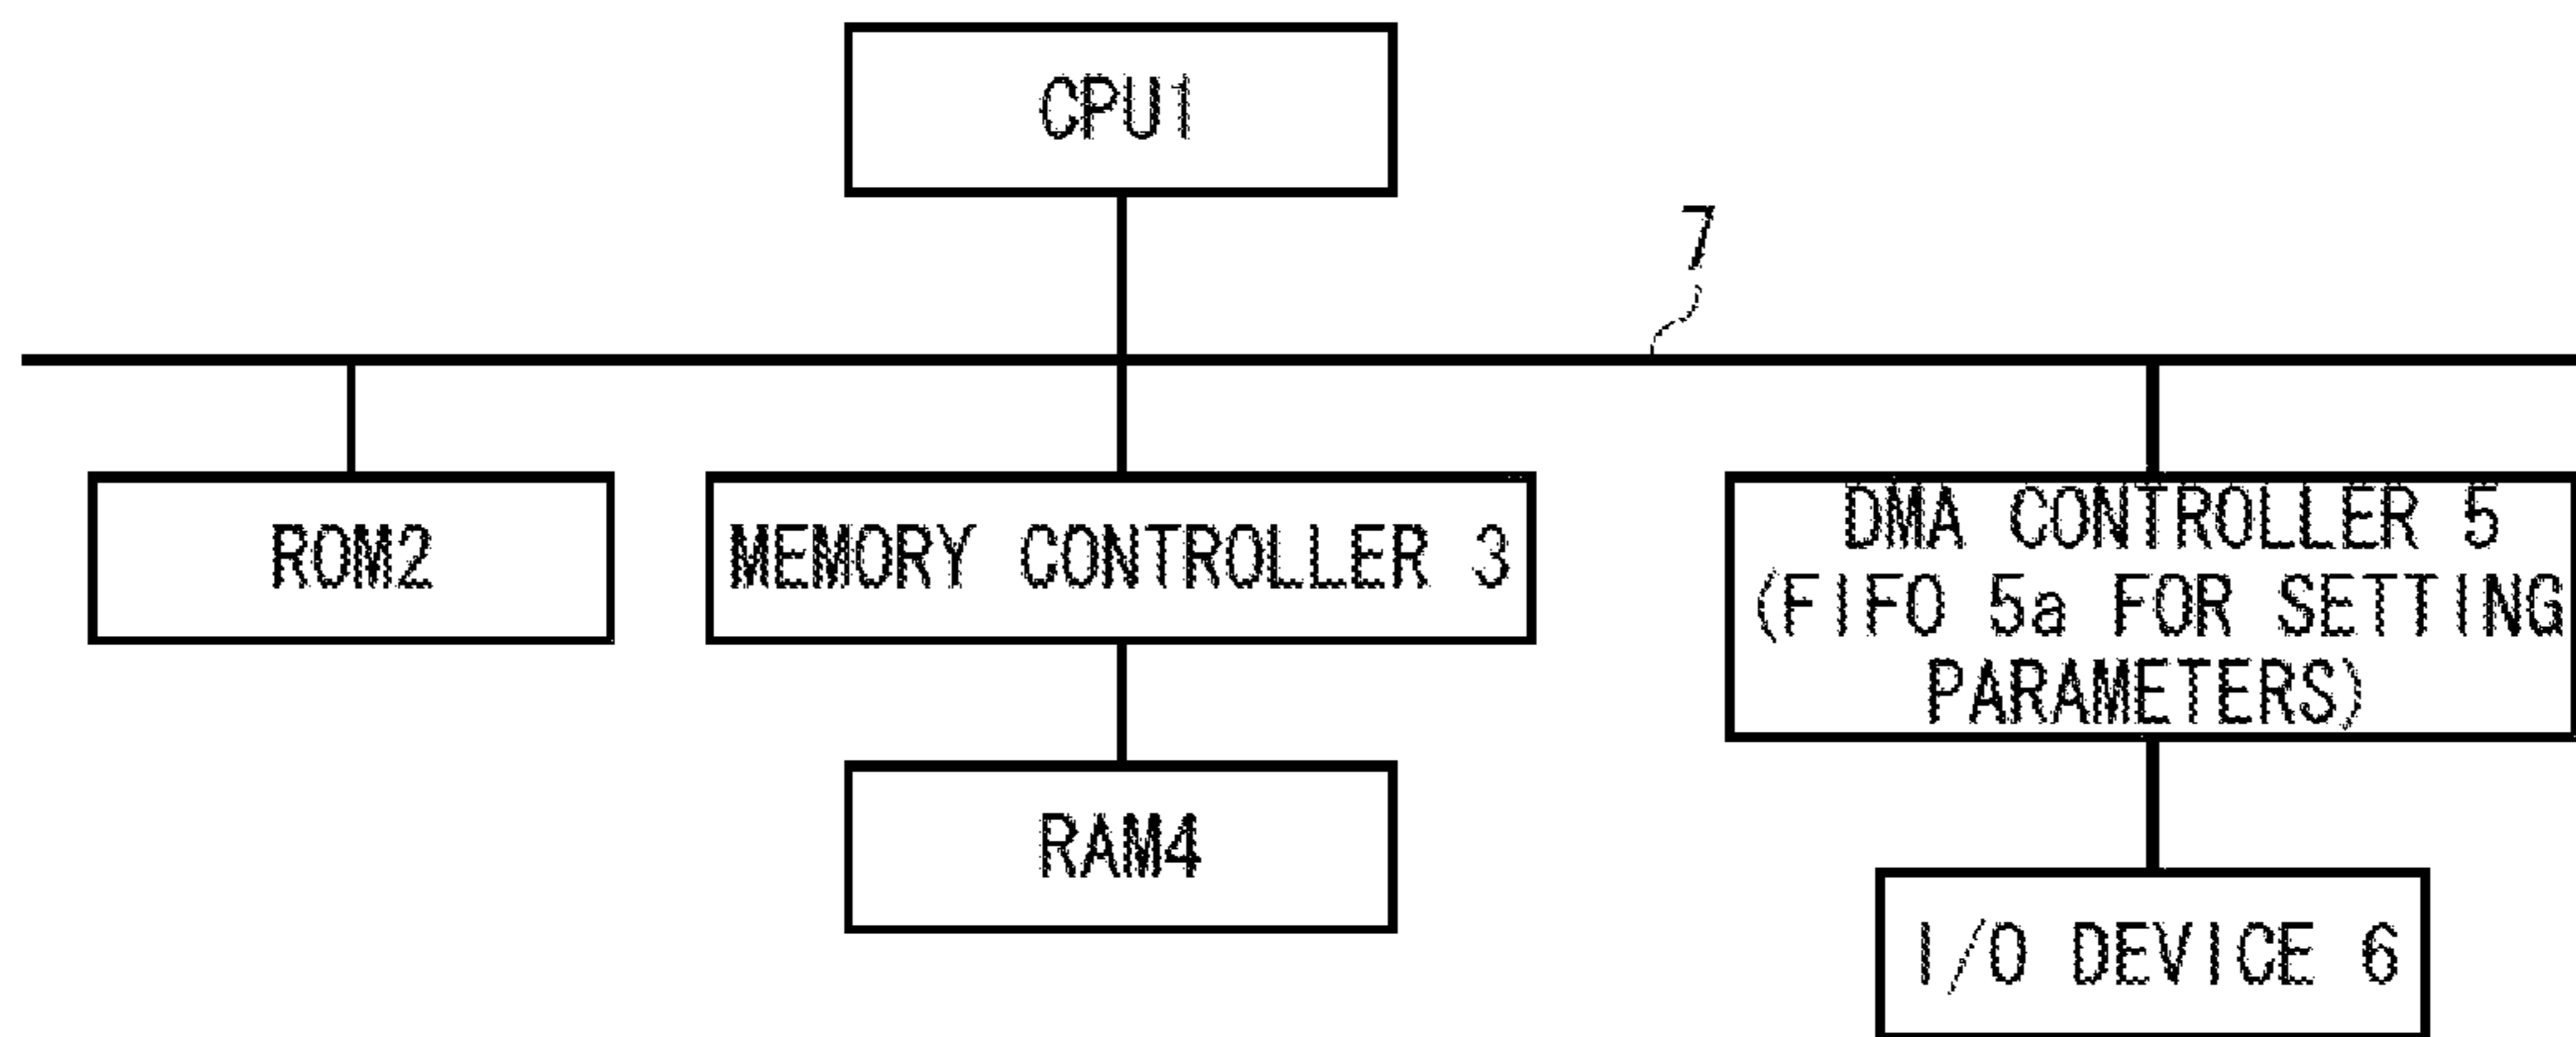 CPU1
7
ROM2
MEMORY CONTROLLER 3
DMA CONTROLLER 5
(FIFO 5a FOR SETTING
PARAMETERS)
RAM4
I/O DEVICE 6